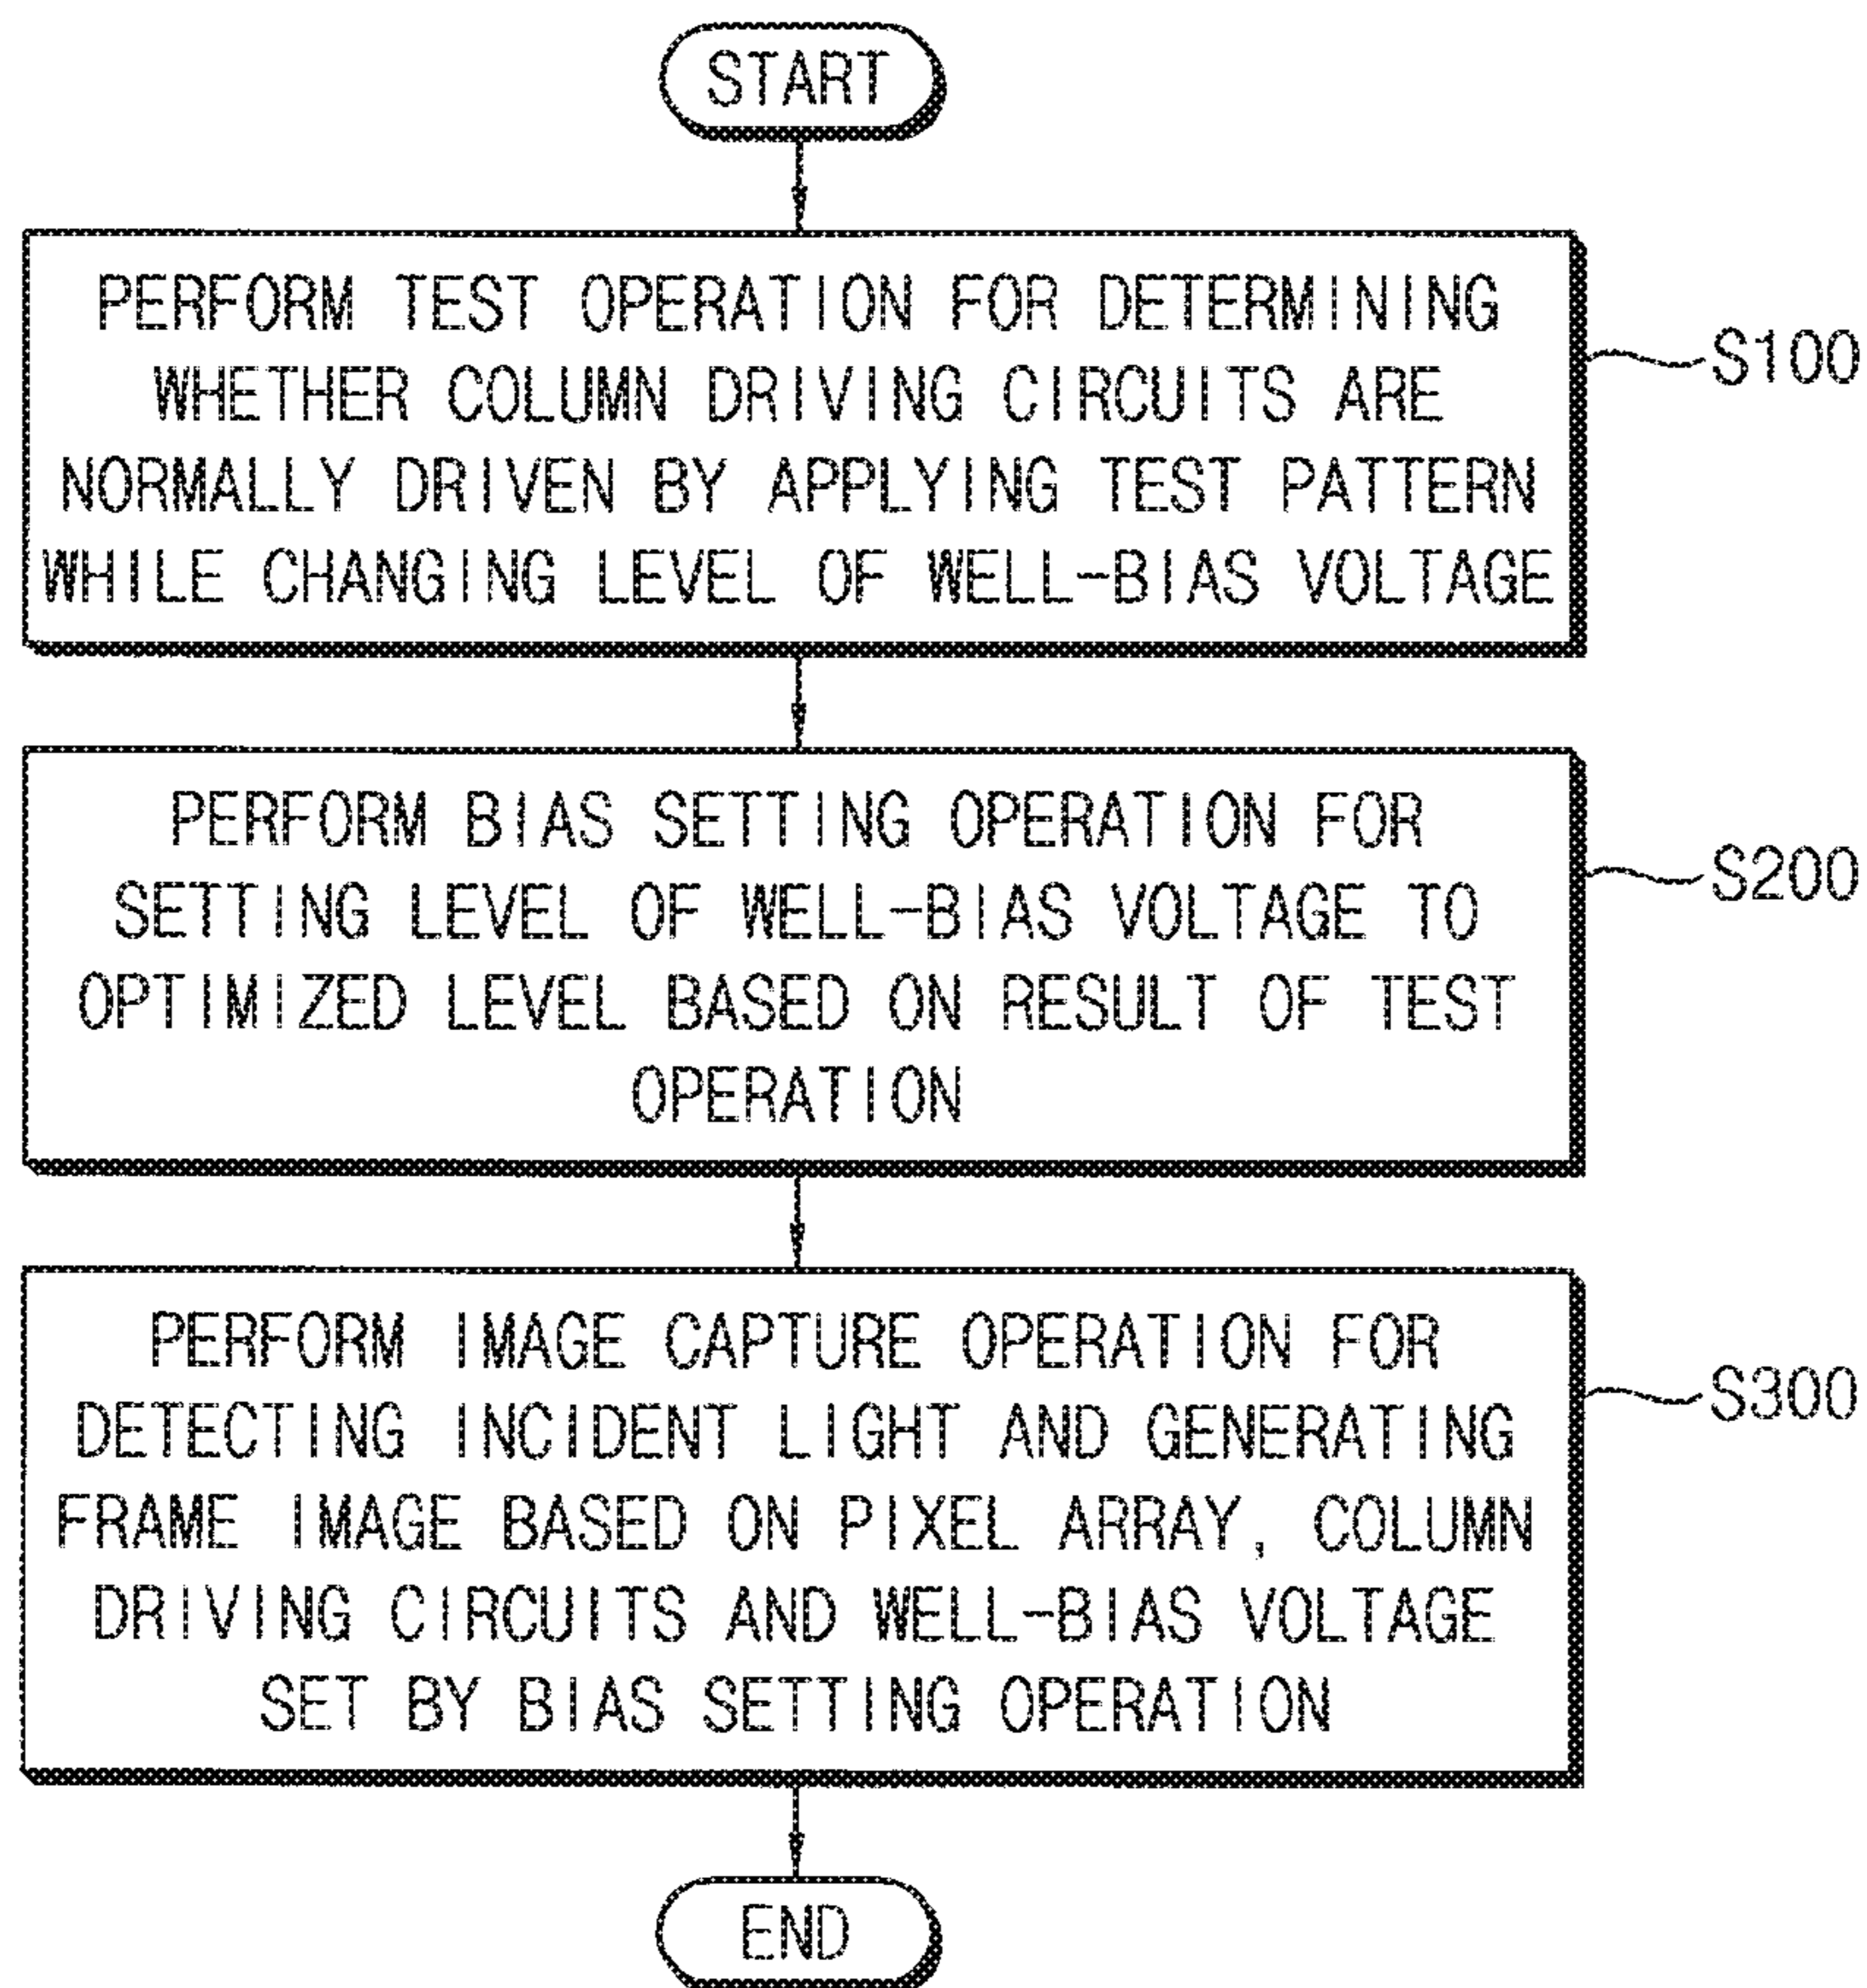 START
PERFORM TEST OPERATION FOR DETERMINING
WHETHER COLUMN DRIVING CIRCUITS ARE
NORMALLY DRIVEN BY APPLYING TEST PATTERN
WHILE CHANGING LEVEL OF WELL-BIAS VOLTAGE
S100
PERFORM BIAS SETTING OPERATION FOR
SETTING LEVEL OF WELL-BIAS VOLTAGE TO
OPTIMIZED LEVEL BASED ON RESULT OF TEST
OPERATION
S200
PERFORM IMAGE CAPTURE OPERATION FOR
DETECTING INCIDENT LIGHT AND GENERATING
FRAME IMAGE BASED ON PIXEL ARRAY, COLUMN
DRIVING CIRCUITS AND WELL-BIAS VOLTAGE
SET BY BIAS SETTING OPERATION
S300
END